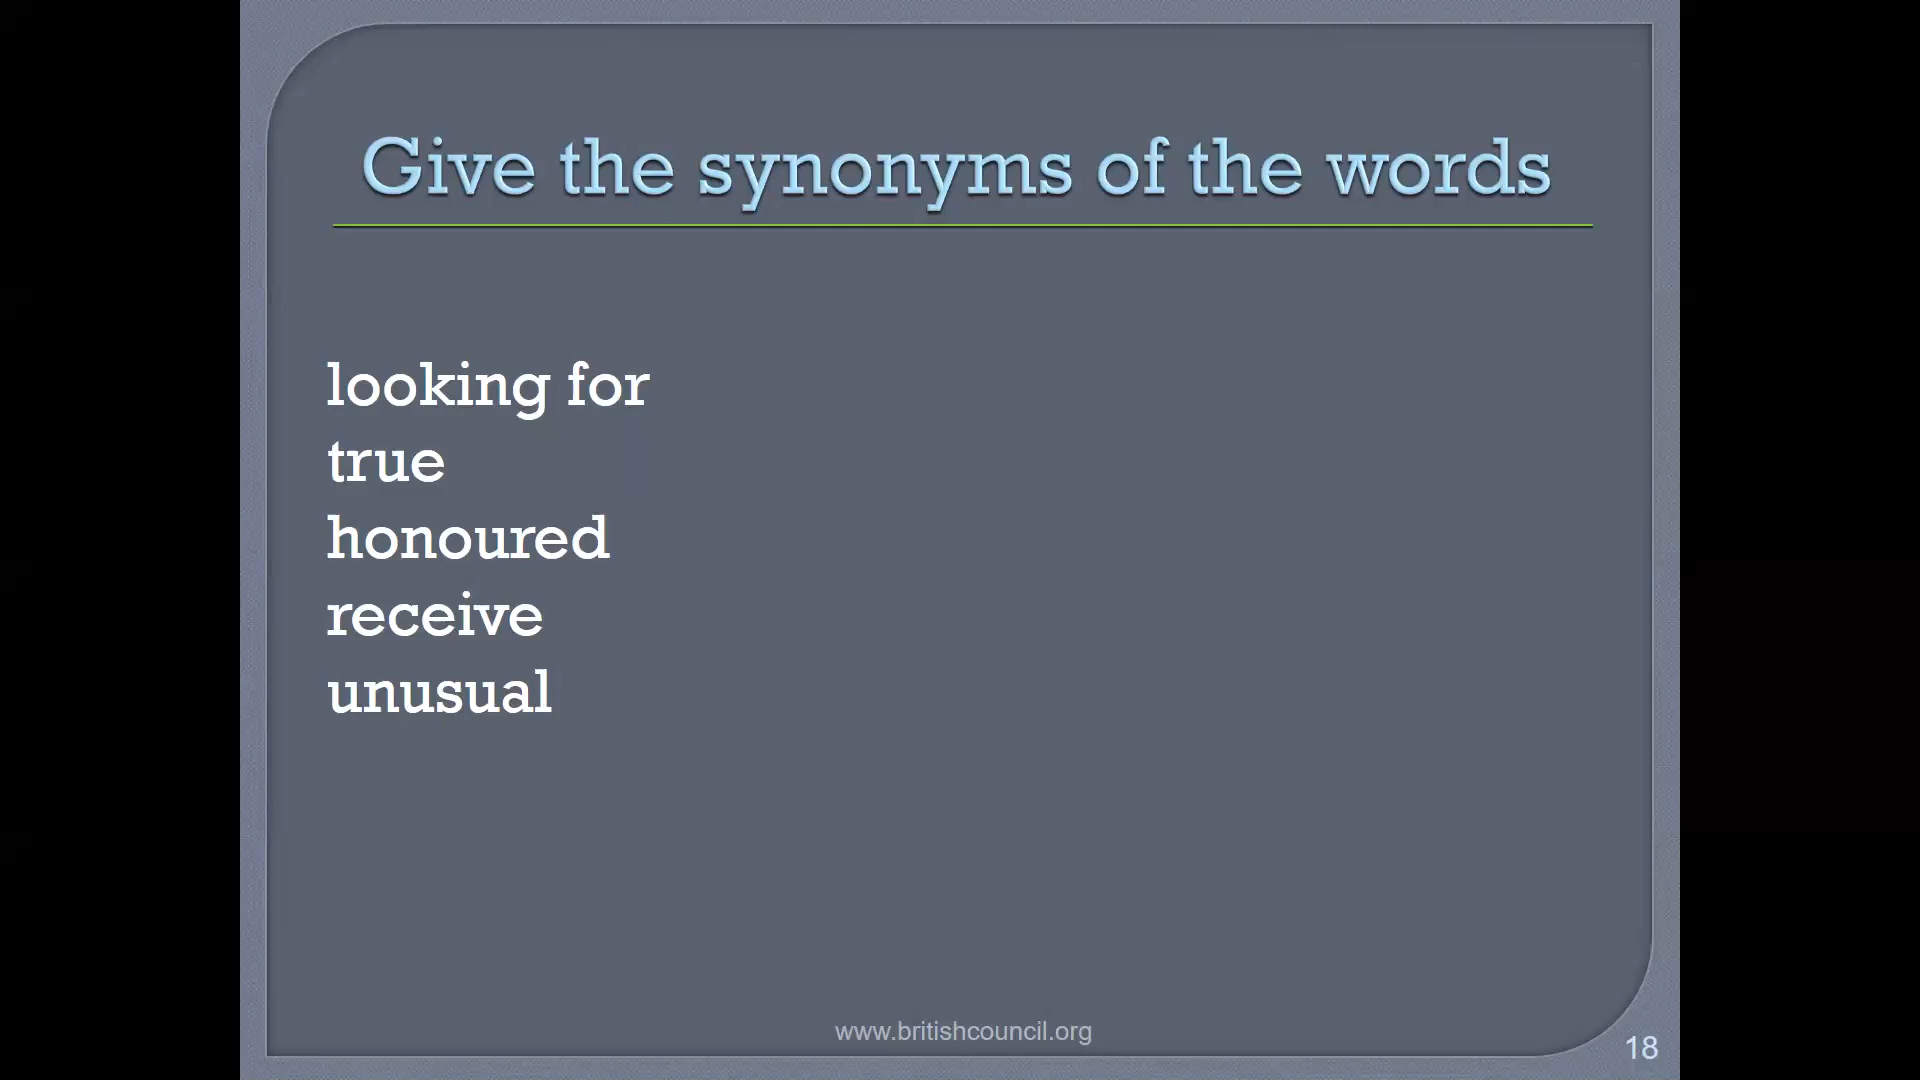 Give the synonyms of the words
looking for
true
honoured
receive
unusual
www.britishcouncil.org
18